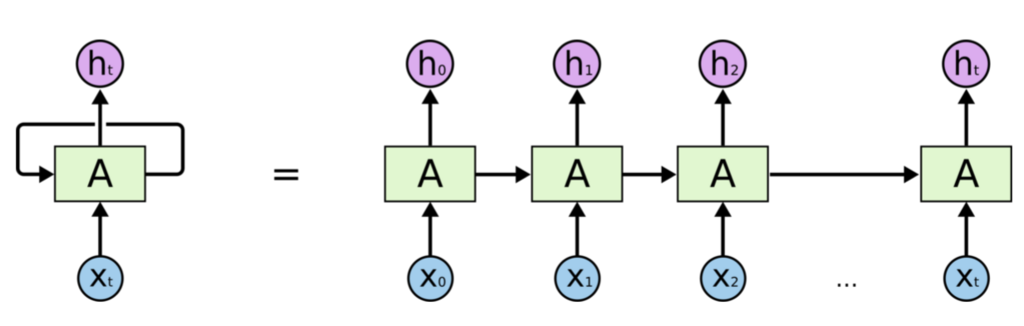 hₜ h₀ h₁ h₂ hₜ
A = A A A A
xₜ x₀ x₁ x₂ ... xₜ